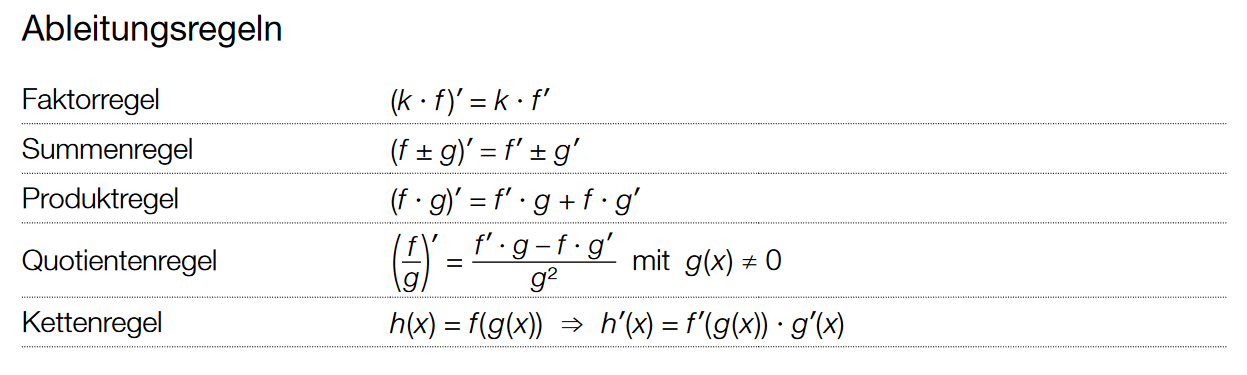 Ableitungsregeln
Faktorregel (k · f)′ = k · f′
Summenregel (f ± g)′ = f′ ± g′
Produktregel (f · g)′ = f′ · g + f · g′
Quotientenregel (f/g)′ = (f′ · g – f · g′)/g² mit g(x) ≠ 0
Kettenregel h(x) = f(g(x)) ⇒ h′(x) = f′(g(x)) · g′(x)